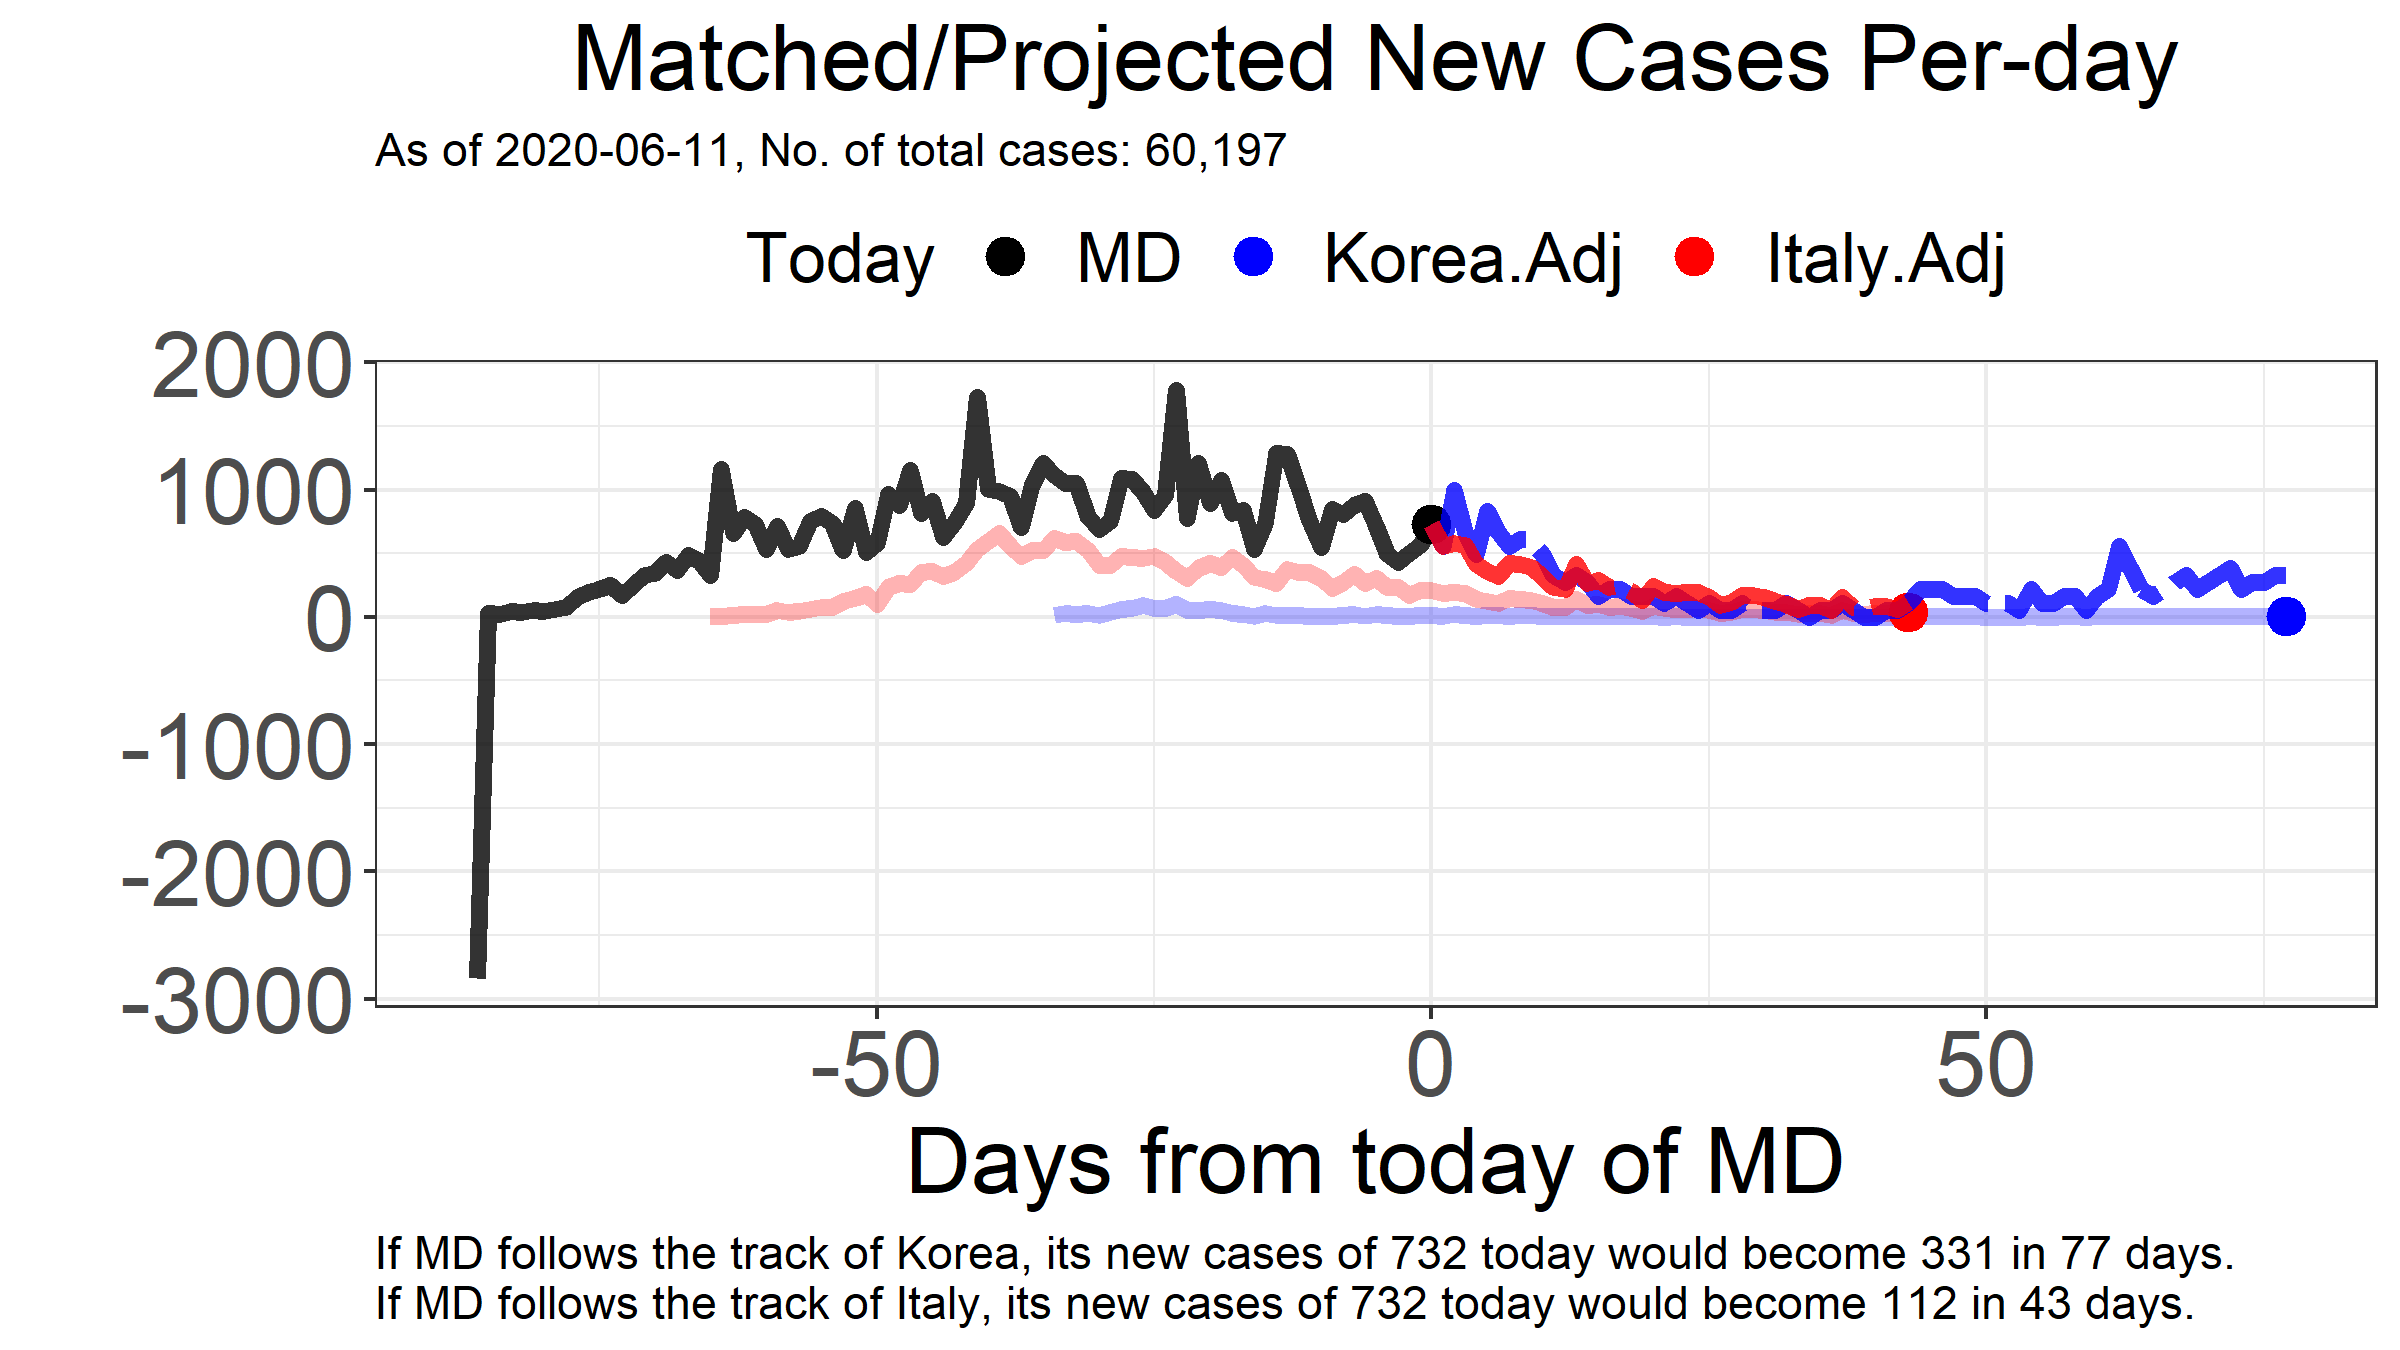 Matched/Projected New Cases Per-day
As of 2020-06-11, No. of total cases: 60,197
Today MD Korea.Adj Italy.Adj
2000
1000
0
-1000
-2000
-3000
-50 0 50
Days from today of MD
If MD follows the track of Korea, its new cases of 732 today would become 331 in 77 days.
If MD follows the track of Italy, its new cases of 732 today would become 112 in 43 days.